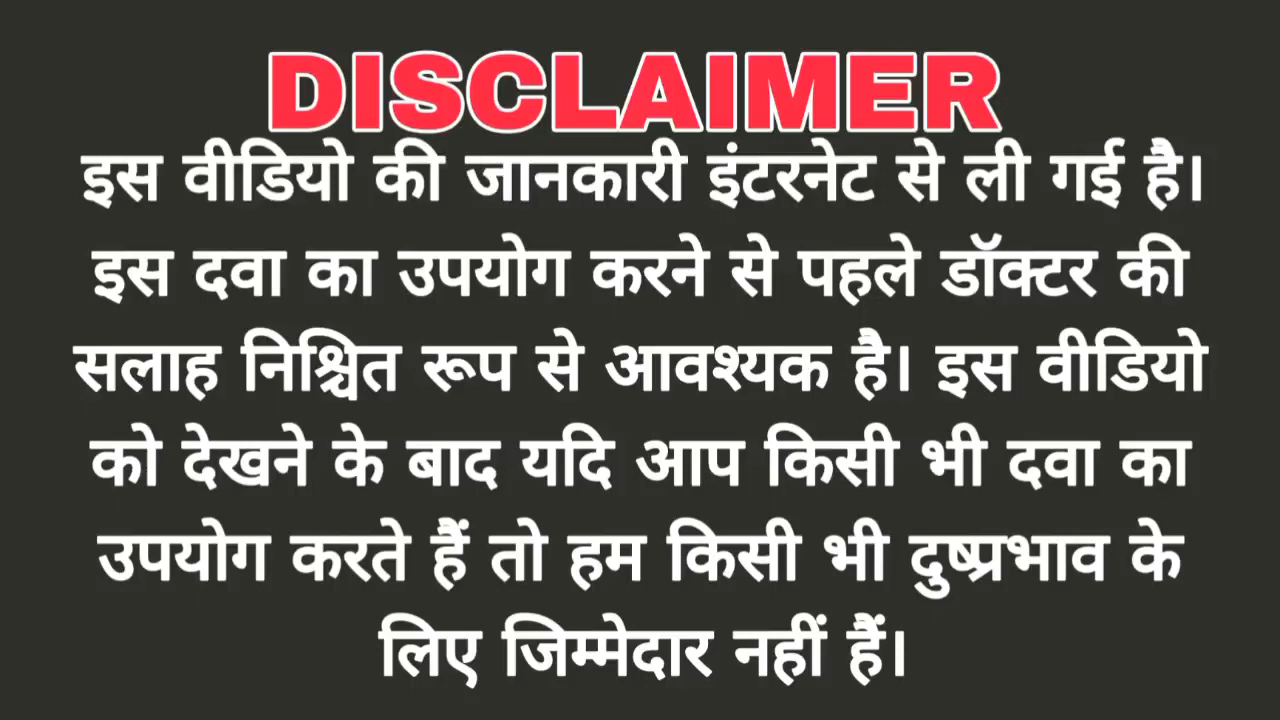 DISCLAIMER
इस वीडियो की जानकारी इंटरनेट से ली गई है।
इस दवा का उपयोग करने से पहले डॉक्टर की
सलाह निश्चित रूप से आवश्यक है। इस वीडियो
को देखने के बाद यदि आप किसी भी दवा का
उपयोग करते हैं तो हम किसी भी दुष्प्रभाव के
लिए जिम्मेदार नहीं हैं।